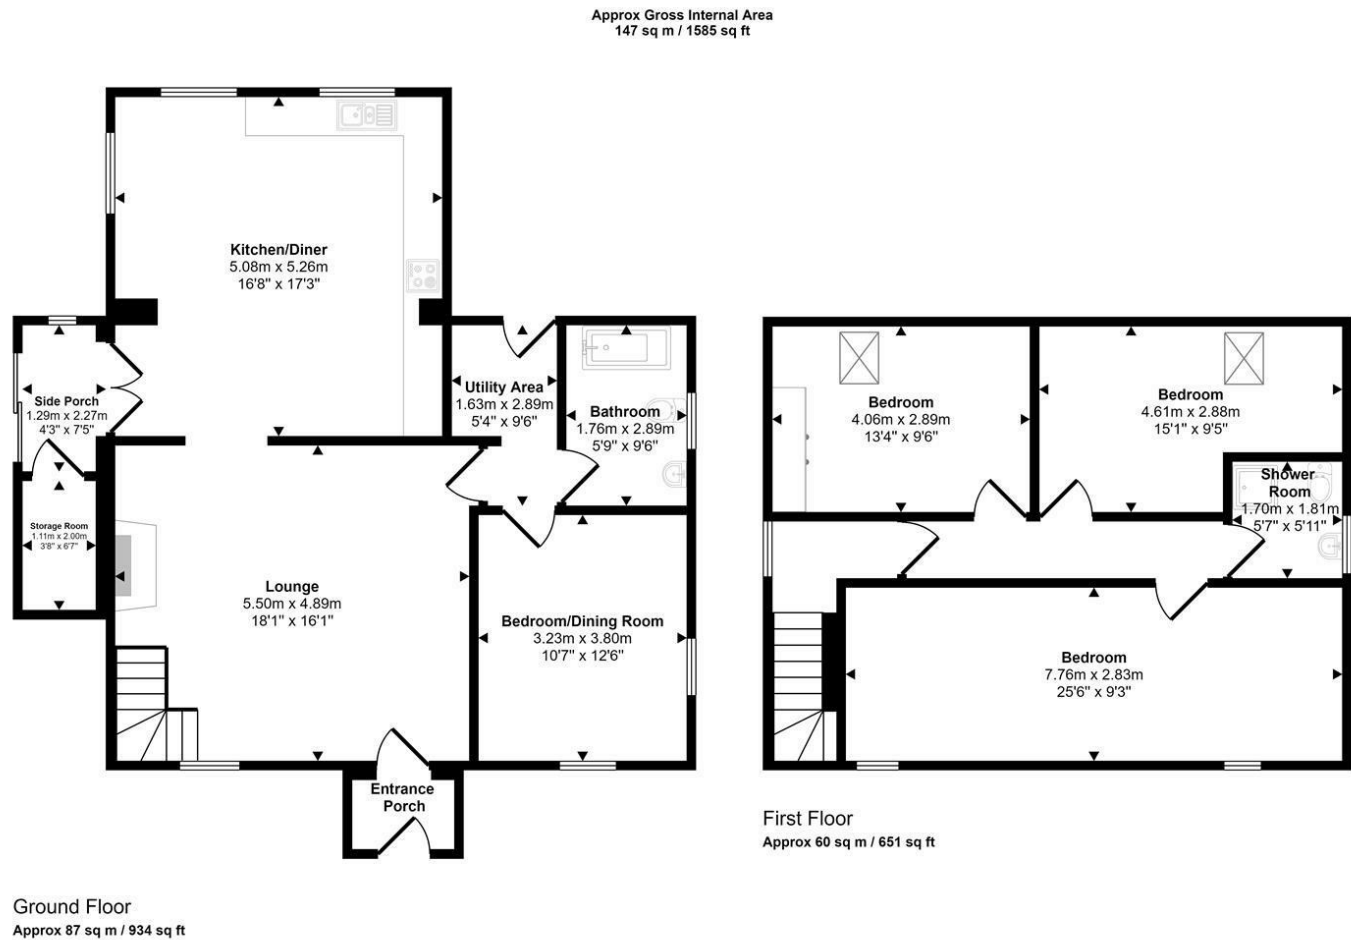 Approx Gross Internal Area
147 sq m / 1585 sq ft
Kitchen/Diner
5.08m x 5.26m
16'8" x 17'3"
Side Porch
1.29m x 2.27m
4'3" x 7'5"
Utility Area
1.63m x 2.89m
5'4" x 9'6"
Bathroom
1.76m x 2.89m
5'9" x 9'6"
Storage Room
1.11m x 2.00m
3'8" x 6'7"
Lounge
5.50m x 4.89m
18'1" x 16'1"
Bedroom/Dining Room
3.23m x 3.80m
10'7" x 12'6"
Entrance
Porch
Ground Floor
Approx 87 sq m / 934 sq ft
Bedroom
4.06m x 2.89m
13'4" x 9'6"
Bedroom
4.61m x 2.88m
15'1" x 9'5"
Shower
Room
1.70m x 1.81m
5'7" x 5'11"
Bedroom
7.76m x 2.83m
25'6" x 9'3"
First Floor
Approx 60 sq m / 651 sq ft